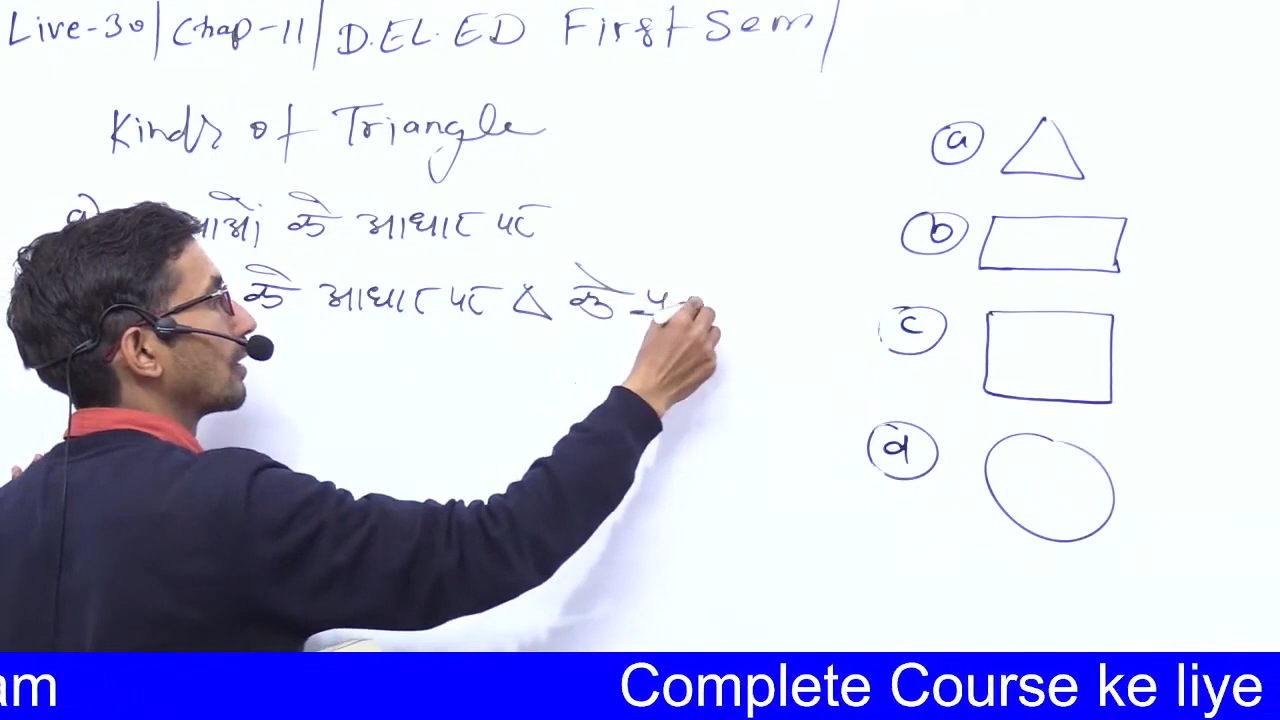 Live-30/Chap-11/D.EL.ED First Sem/
Kinds of Triangle
के आधार पर
के आधार पर △ के
a
b
c
d
am Complete Course ke liye